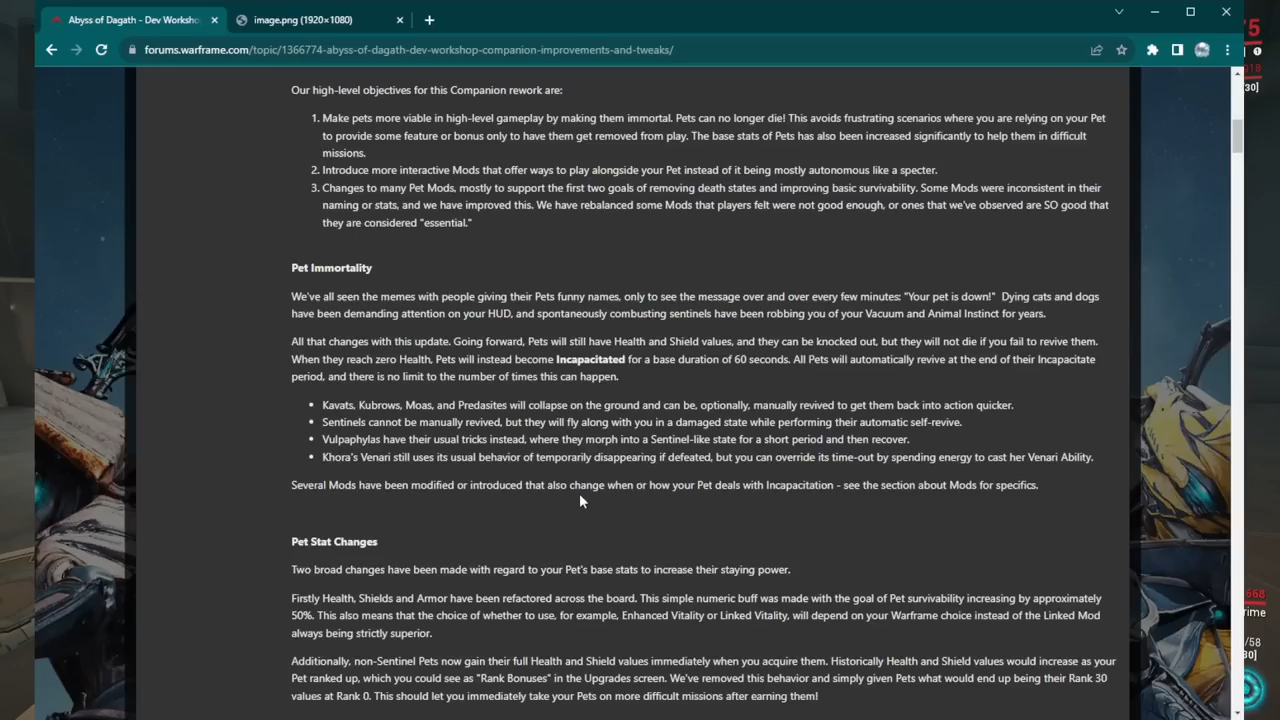 Abyss of Dagath - Dev Worksho
image.png (1920×1080)
forums.warframe.com/topic/1366774-abyss-of-dagath-dev-workshop-companion-improvements-and-tweaks/
Our high-level objectives for this Companion rework are:
1. Make pets more viable in high-level gameplay by making them immortal. Pets can no longer die! This avoids frustrating scenarios where you are relying on your Pet
to provide some feature or bonus only to have them get removed from play. The base stats of Pets has also been increased significantly to help them in difficult
missions.
2. Introduce more interactive Mods that offer ways to play alongside your Pet instead of it being mostly autonomous like a specter.
3. Changes to many Pet Mods, mostly to support the first two goals of removing death states and improving basic survivability. Some Mods were inconsistent in their
naming or stats, and we have improved this. We have rebalanced some Mods that players felt were not good enough, or ones that we've observed are SO good that
they are considered "essential."
Pet Immortality
We've all seen the memes with people giving their Pets funny names, only to see the message over and over every few minutes: "Your pet is down!" Dying cats and dogs
have been demanding attention on your HUD, and spontaneously combusting sentinels have been robbing you of your Vacuum and Animal Instinct for years.
All that changes with this update. Going forward, Pets will still have Health and Shield values, and they can be knocked out, but they will not die if you fail to revive them.
When they reach zero Health, Pets will instead become Incapacitated for a base duration of 60 seconds. All Pets will automatically revive at the end of their Incapacitate
period, and there is no limit to the number of times this can happen.
• Kavats, Kubrows, Moas, and Predasites will collapse on the ground and can be, optionally, manually revived to get them back into action quicker.
• Sentinels cannot be manually revived, but they will fly along with you in a damaged state while performing their automatic self-revive.
• Vulpaphylas have their usual tricks instead, where they morph into a Sentinel-like state for a short period and then recover.
• Khora's Venari still uses its usual behavior of temporarily disappearing if defeated, but you can override its time-out by spending energy to cast her Venari Ability.
Several Mods have been modified or introduced that also change when or how your Pet deals with Incapacitation - see the section about Mods for specifics.
Pet Stat Changes
Two broad changes have been made with regard to your Pet's base stats to increase their staying power.
Firstly Health, Shields and Armor have been refactored across the board. This simple numeric buff was made with the goal of Pet survivability increasing by approximately
50%. This also means that the choice of whether to use, for example, Enhanced Vitality or Linked Vitality, will depend on your Warframe choice instead of the Linked Mod
always being strictly superior.
Additionally, non-Sentinel Pets now gain their full Health and Shield values immediately when you acquire them. Historically Health and Shield values would increase as your
Pet ranked up, which you could see as "Rank Bonuses" in the Upgrades screen. We've removed this behavior and simply given Pets what would end up being their Rank 30
values at Rank 0. This should let you immediately take your Pets on more difficult missions after earning them!
5
30]
668
rime
/58
30]